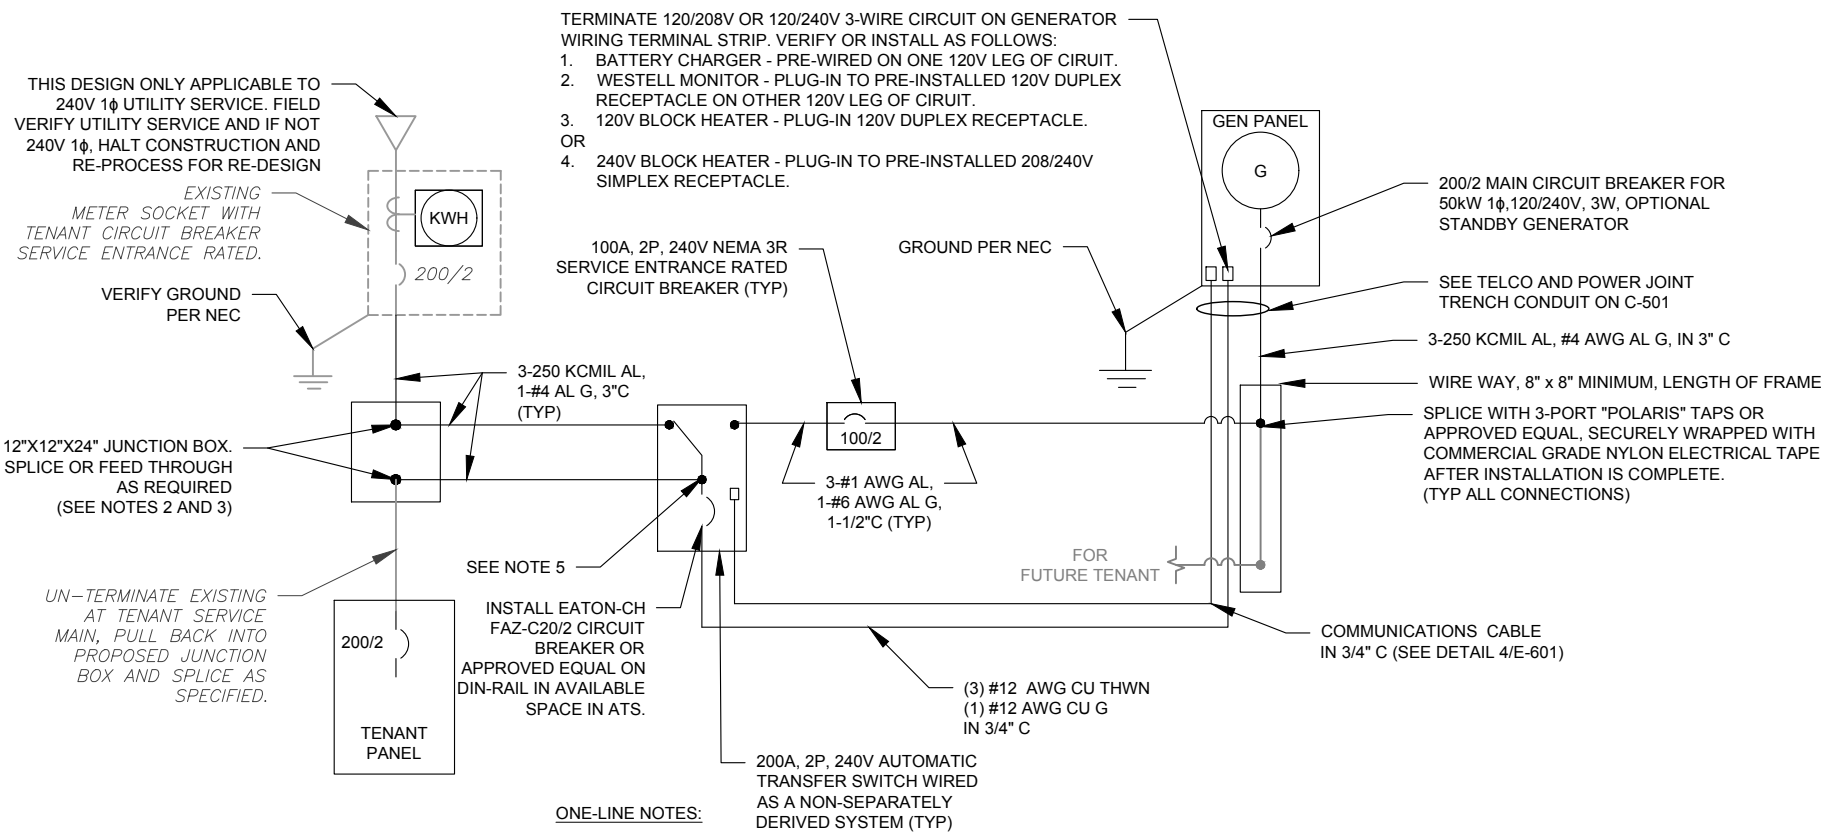 TERMINATE 120/208V OR 120/240V 3-WIRE CIRCUIT ON GENERATOR
WIRING TERMINAL STRIP. VERIFY OR INSTALL AS FOLLOWS:
1. BATTERY CHARGER - PRE-WIRED ON ONE 120V LEG OF CIRUIT.
2. WESTELL MONITOR - PLUG-IN TO PRE-INSTALLED 120V DUPLEX
RECEPTACLE ON OTHER 120V LEG OF CIRUIT.
3. 120V BLOCK HEATER - PLUG-IN 120V DUPLEX RECEPTACLE.
OR
4. 240V BLOCK HEATER - PLUG-IN TO PRE-INSTALLED 208/240V
SIMPLEX RECEPTACLE.
THIS DESIGN ONLY APPLICABLE TO
240V 1ϕ UTILITY SERVICE. FIELD
VERIFY UTILITY SERVICE AND IF NOT
240V 1ϕ, HALT CONSTRUCTION AND
RE-PROCESS FOR RE-DESIGN
EXISTING
METER SOCKET WITH
TENANT CIRCUIT BREAKER
SERVICE ENTRANCE RATED.
KWH
200/2
VERIFY GROUND
PER NEC
100A, 2P, 240V NEMA 3R
SERVICE ENTRANCE RATED
CIRCUIT BREAKER (TYP)
GROUND PER NEC
GEN PANEL
G
200/2 MAIN CIRCUIT BREAKER FOR
50kW 1ϕ,120/240V, 3W, OPTIONAL
STANDBY GENERATOR
SEE TELCO AND POWER JOINT
TRENCH CONDUIT ON C-501
3-250 KCMIL AL, #4 AWG AL G, IN 3" C
WIRE WAY, 8" x 8" MINIMUM, LENGTH OF FRAME
SPLICE WITH 3-PORT "POLARIS" TAPS OR
APPROVED EQUAL, SECURELY WRAPPED WITH
COMMERCIAL GRADE NYLON ELECTRICAL TAPE
AFTER INSTALLATION IS COMPLETE.
(TYP ALL CONNECTIONS)
3-250 KCMIL AL,
1-#4 AL G, 3"C
(TYP)
12"X12"X24" JUNCTION BOX.
SPLICE OR FEED THROUGH
AS REQUIRED
(SEE NOTES 2 AND 3)
100/2
3-#1 AWG AL,
1-#6 AWG AL G,
1-1/2"C (TYP)
SEE NOTE 5
FOR
FUTURE TENANT
UN-TERMINATE EXISTING
AT TENANT SERVICE
MAIN, PULL BACK INTO
PROPOSED JUNCTION
BOX AND SPLICE AS
SPECIFIED.
200/2
TENANT
PANEL
INSTALL EATON-CH
FAZ-C20/2 CIRCUIT
BREAKER OR
APPROVED EQUAL ON
DIN-RAIL IN AVAILABLE
SPACE IN ATS.
COMMUNICATIONS CABLE
IN 3/4" C (SEE DETAIL 4/E-601)
(3) #12 AWG CU THWN
(1) #12 AWG CU G
IN 3/4" C
200A, 2P, 240V AUTOMATIC
TRANSFER SWITCH WIRED
AS A NON-SEPARATELY
DERIVED SYSTEM (TYP)
ONE-LINE NOTES: